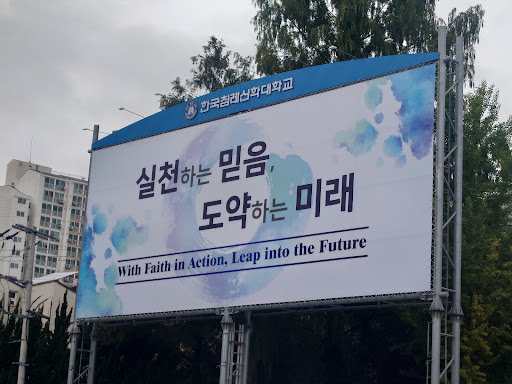 한국침례신학대학교
실천하는 믿음,
도약하는 미래
With Faith in Action, Leap into the Future